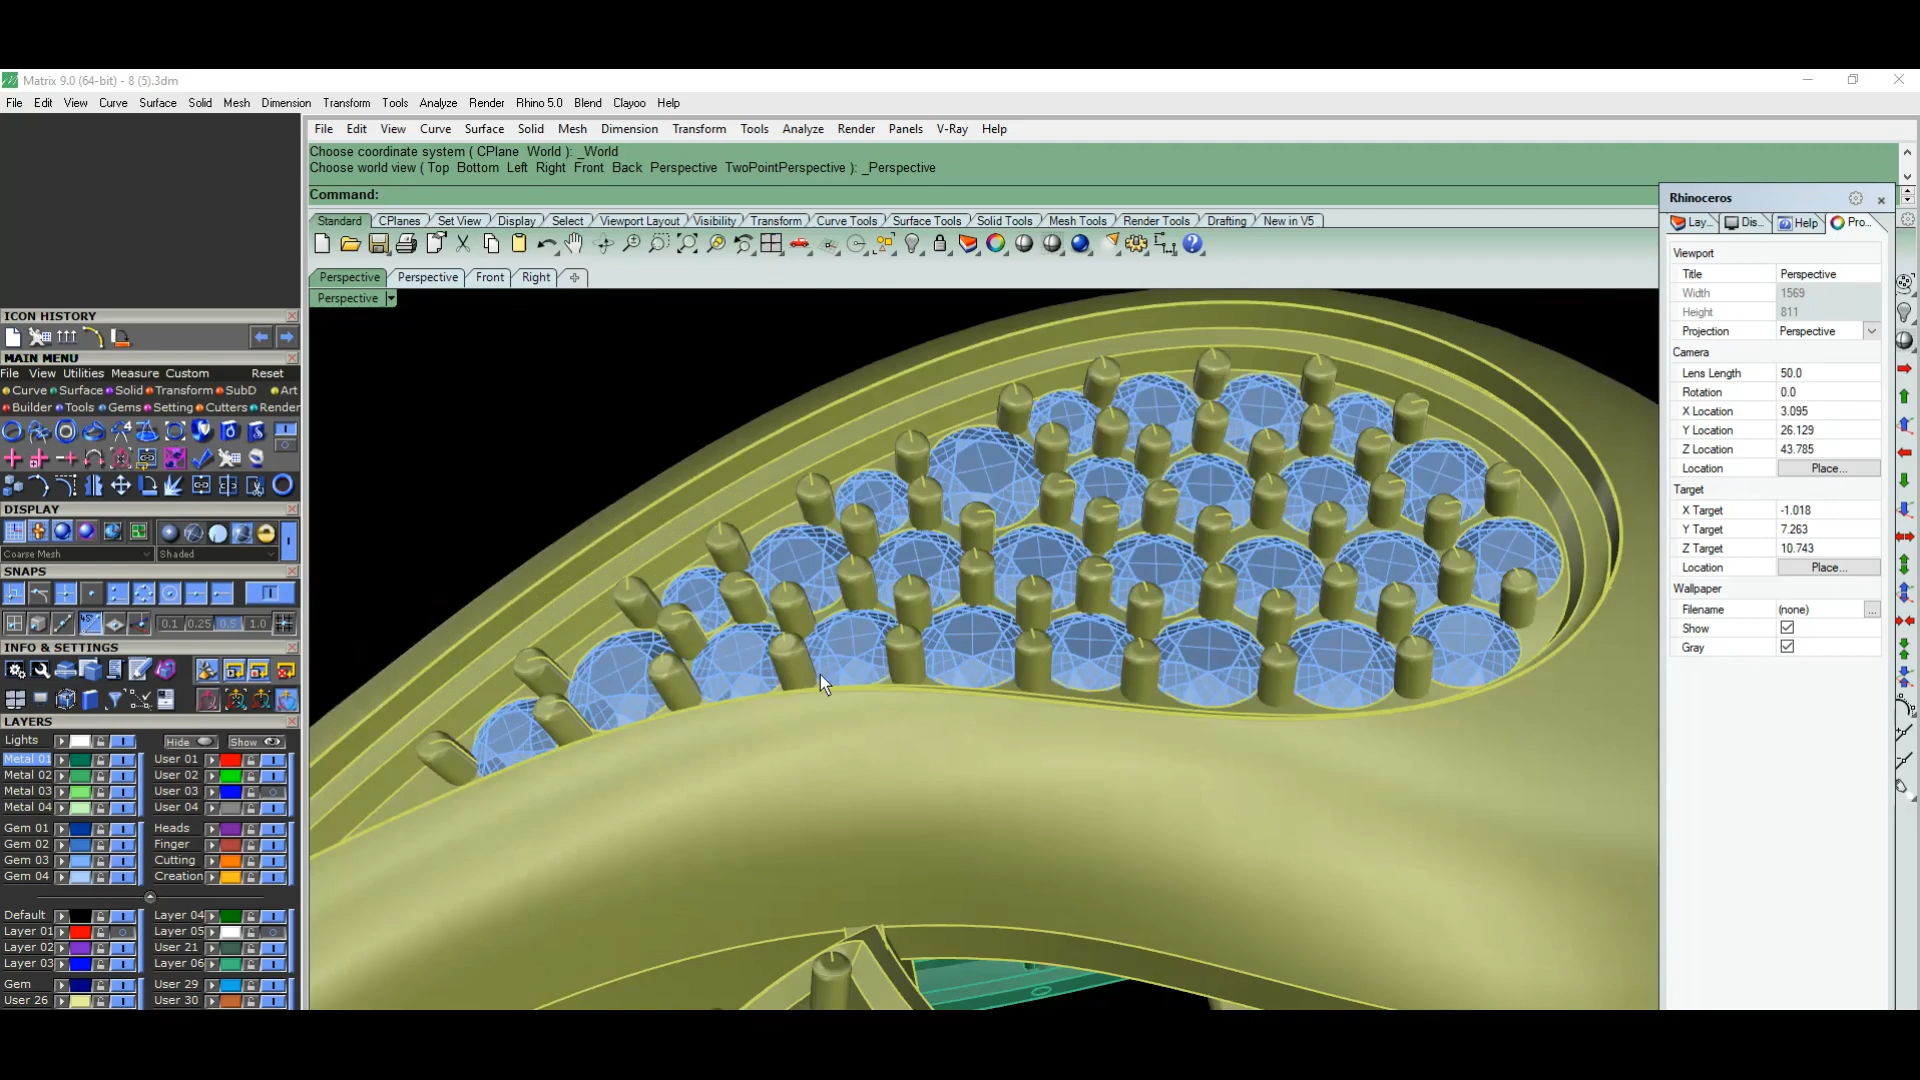 Matrix 9.0 (64-bit) - 8 (5).3dm
File Edit View Curve Surface Solid Mesh Dimension Transform Tools Analyze Render Rhino 5.0 Blend Clayoo Help
File Edit View Curve Surface Solid Mesh Dimension Transform Tools Analyze Render Panels V-Ray Help
Choose coordinate system ( CPlane World ): _World
Choose world view ( Top Bottom Left Right Front Back Perspective TwoPointPerspective ): _Perspective
Command:
Standard CPlanes Set View Display Select Viewport Layout Visibility Transform Curve Tools Surface Tools Solid Tools Mesh Tools Render Tools Drafting New in V5
Perspective Perspective Front Right
Perspective
ICON HISTORY
MAIN MENU
File View Utilities Measure Custom Reset
Curve Surface Solid Transform SubD Art
Builder Tools Gems Setting Cutters Render
DISPLAY
Coarse Mesh Shaded
SNAPS
0.1 0.25 0.5 1.0
INFO & SETTINGS
LAYERS
Lights Hide Show
Metal 01 User 01
Metal 02 User 02
Metal 03 User 03
Metal 04 User 04
Gem 01 Heads
Gem 02 Finger
Gem 03 Cutting
Gem 04 Creation
Default Layer 04
Layer 01 Layer 05
Layer 02 User 21
Layer 03 Layer 06
Gem User 29
User 26 User 30
Rhinoceros
Lay... Dis... Help Pro...
Viewport
Title Perspective
Width 1569
Height 811
Projection Perspective
Camera
Lens Length 50.0
Rotation 0.0
X Location 3.095
Y Location 26.129
Z Location 43.785
Location Place...
Target
X Target -1.018
Y Target 7.263
Z Target 10.743
Location Place...
Wallpaper
Filename (none) ...
Show
Gray